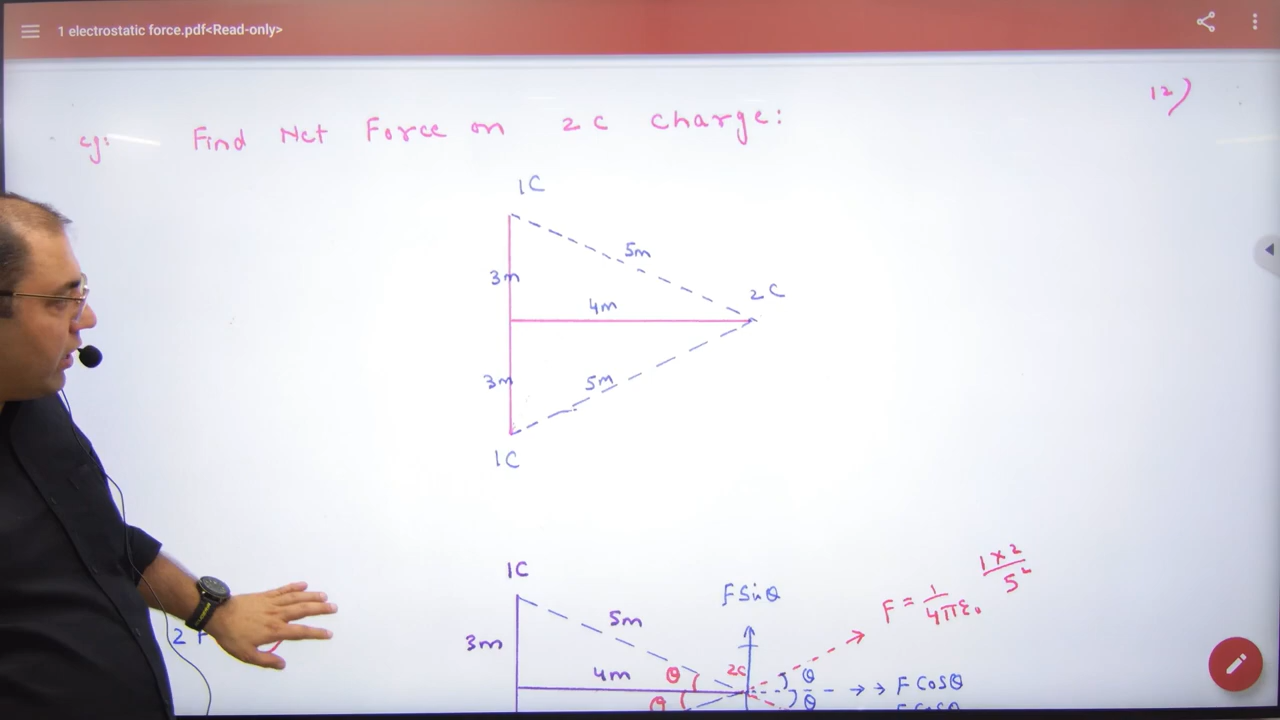 1 electrostatic force.pdf<Read-only>
12)
eg: Find Net Force on 2C charge:
1C
5m
3m
2C
4m
3m
5m
1C
1C
FSinθ
F = 1/4πε₀ 1×2/5²
5m
3m
2 F
4m
θ
2C
θ
FCosθ
θ
θ